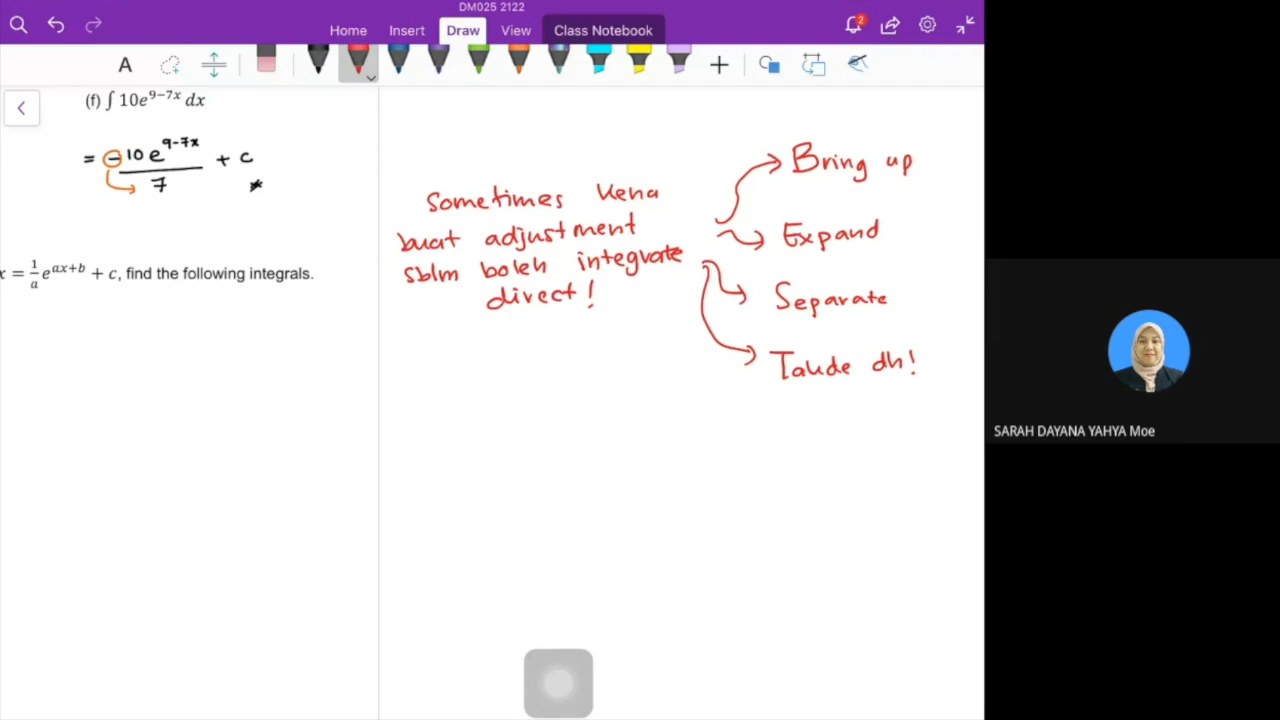 DM025 2122
Home Insert Draw View Class Notebook
2
A
(f) ∫ 10e^{9−7x} dx
= −10e^{9−7x}/7 + c
*
x = 1/a e^{ax+b} + c, find the following integrals.
Sometimes kena
buat adjustment
sblm boleh integrate
direct!
Bring up
Expand
Separate
Takde dh!
SARAH DAYANA YAHYA Moe